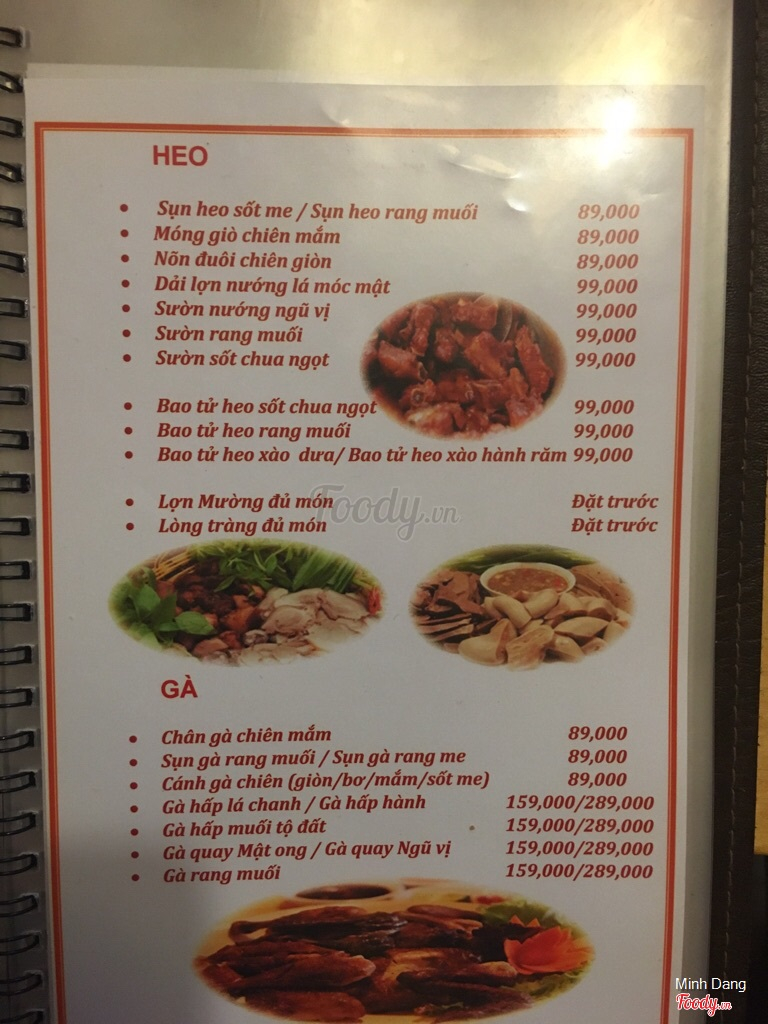 HEO
• Sụn heo sốt me / Sụn heo rang muối 89,000
• Móng giò chiên mắm 89,000
• Nõn đuôi chiên giòn 89,000
• Dải lợn nướng lá móc mật 99,000
• Sườn nướng ngũ vị 99,000
• Sườn rang muối 99,000
• Sườn sốt chua ngọt 99,000
• Bao tử heo sốt chua ngọt 99,000
• Bao tử heo rang muối 99,000
• Bao tử heo xào dưa/ Bao tử heo xào hành răm 99,000
• Lợn Mường đủ món Đặt trước
• Lòng tràng đủ món Đặt trước
Foody.vn
GÀ
• Chân gà chiên mắm 89,000
• Sụn gà rang muối / Sụn gà rang me 89,000
• Cánh gà chiên (giòn/bơ/mắm/sốt me) 89,000
• Gà hấp lá chanh / Gà hấp hành 159,000/289,000
• Gà hấp muối tộ đất 159,000/289,000
• Gà quay Mật ong / Gà quay Ngũ vị 159,000/289,000
• Gà rang muối 159,000/289,000
Minh Dang
Foody.vn